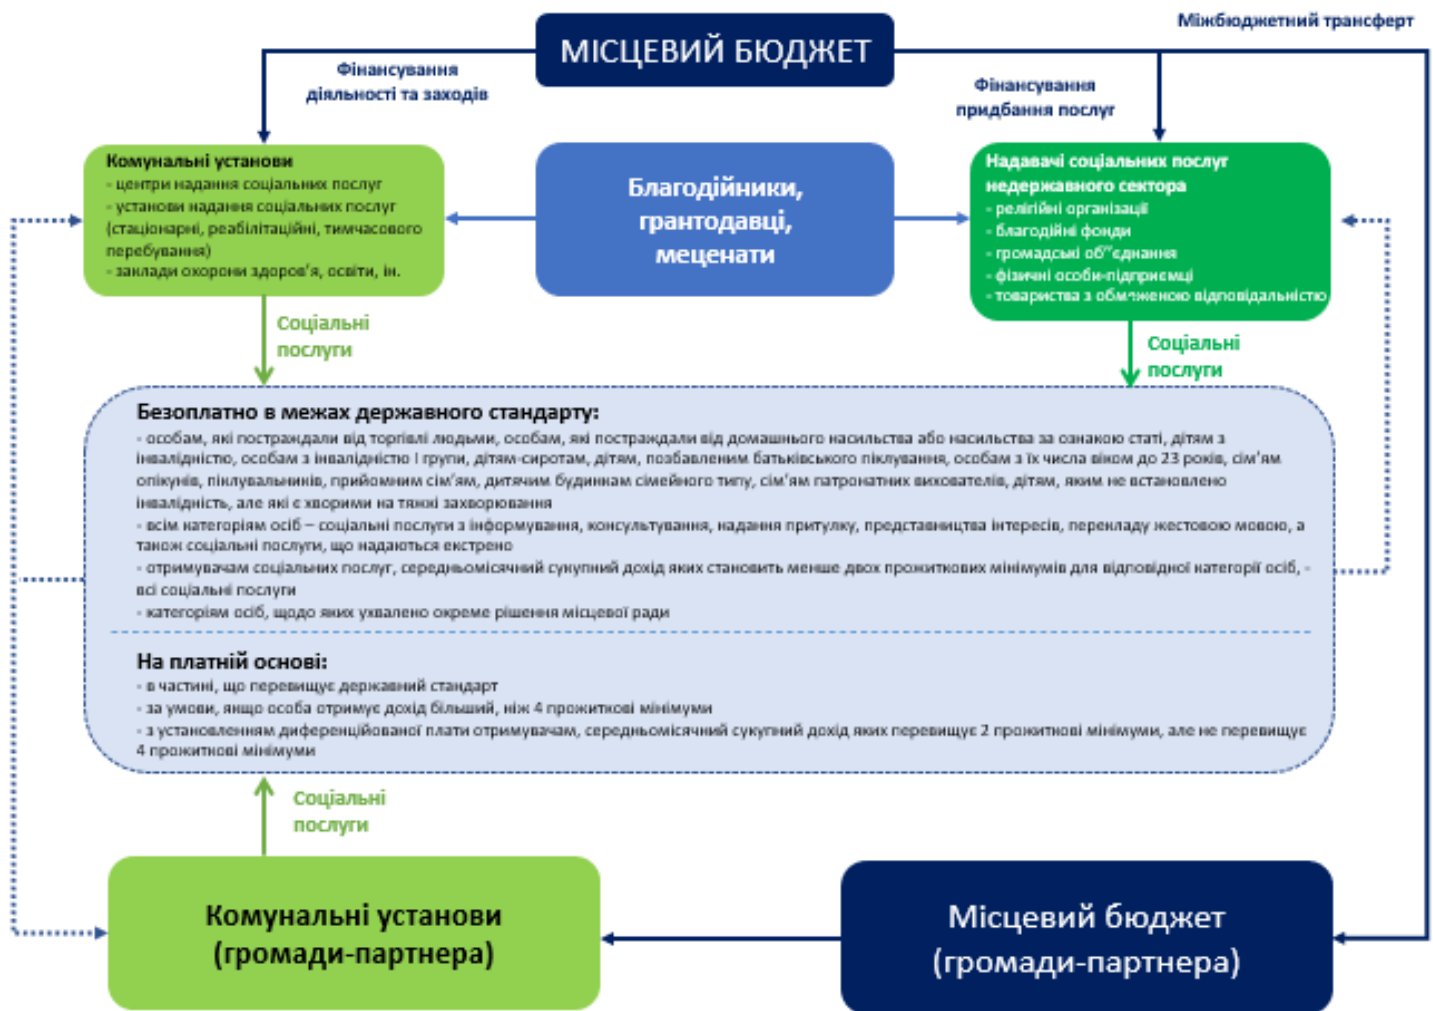 Міжбюджетний трансферт
МІСЦЕВИЙ БЮДЖЕТ
Фінансування
діяльності та заходів
Фінансування
придбання послуг
Комунальні установи
- центри надання соціальних послуг
- установи надання соціальних послуг
(стаціонарні, реабілітаційні, тимчасового
перебування)
- заклади охорони здоров'я, освіти, ін.
Благодійники,
грантодавці,
меценати
Надавачі соціальних послуг
недержавного сектора
- релігійні організації
- благодійні фонди
- громадські об"єднання
- фізичні особи-підприємці
- товариства з обмеженою відповідальністю
Соціальні
послуги
Соціальні
послуги
Безоплатно в межах державного стандарту:
- особам, які постраждали від торгівлі людьми, особам, які постраждали від домашнього насильства або насильства за ознакою статі, дітям з
інвалідністю, особам з інвалідністю І групи, дітям-сиротам, дітям, позбавленим батьківського піклування, особам з їх числа віком до 23 років, сім'ям
опікунів, піклувальників, прийомним сім'ям, дитячим будинкам сімейного типу, сім'ям патронатних вихователів, дітям, яким не встановлено
інвалідність, але які є хворими на тяжкі захворювання
- всім категоріям осіб – соціальні послуги з інформування, консультування, надання притулку, представництва інтересів, перекладу жестовою мовою, а
також соціальні послуги, що надаються екстрено
- отримувачам соціальних послуг, середньомісячний сукупний дохід яких становить менше двох прожиткових мінімумів для відповідної категорії осіб, -
всі соціальні послуги
- категоріям осіб, щодо яких ухвалено окреме рішення місцевої ради
На платній основі:
- в частині, що перевищує державний стандарт
- за умови, якщо особа отримує дохід більший, ніж 4 прожиткові мінімуми
- з установленням диференційованої плати отримувачам, середньомісячний сукупний дохід яких перевищує 2 прожиткові мінімуми, але не перевищує
4 прожиткові мінімуми
Соціальні
послуги
Комунальні установи
(громади-партнера)
Місцевий бюджет
(громади-партнера)